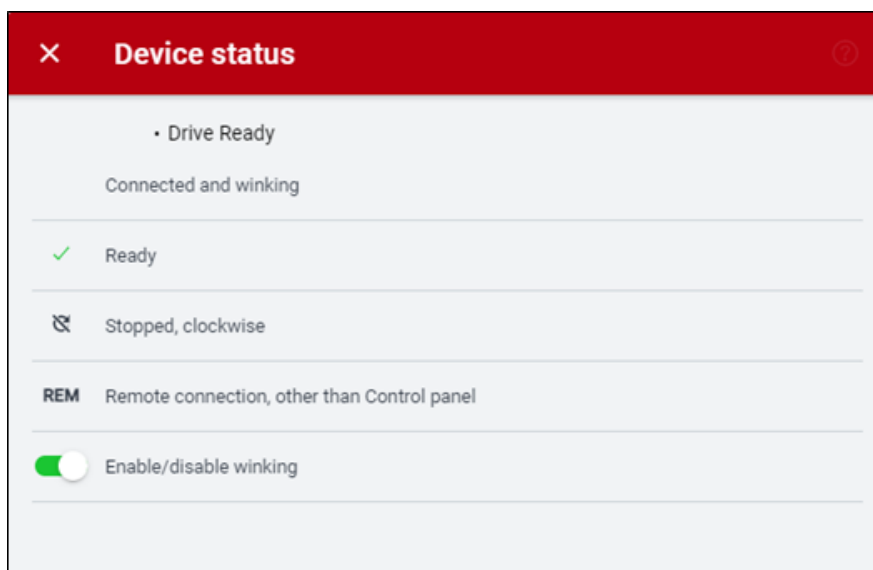 Device status
• Drive Ready
Connected and winking
Ready
Stopped, clockwise
REM Remote connection, other than Control panel
Enable/disable winking